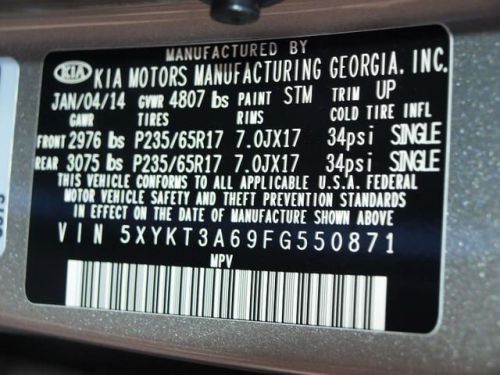 MANUFACTURED BY
KIA KIA MOTORS MANUFACTURING GEORGIA, INC.
JAN/04/14 GVWR 4807 lbs PAINT STM TRIM UP
GAWR TIRES RIMS COLD TIRE INFL
FRONT 2976 lbs P235/65R17 7.0JX17 34psi SINGLE
REAR 3075 lbs P235/65R17 7.0JX17 34psi SINGLE
THIS VEHICLE CONFORMS TO ALL APPLICABLE U.S.A. FEDERAL
MOTOR VEHICLE SAFETY AND THEFT PREVENTION STANDARDS
IN EFFECT ON THE DATE OF MANUFACTURE SHOWN ABOVE
VIN 5XYKT3A69FG550871
MPV